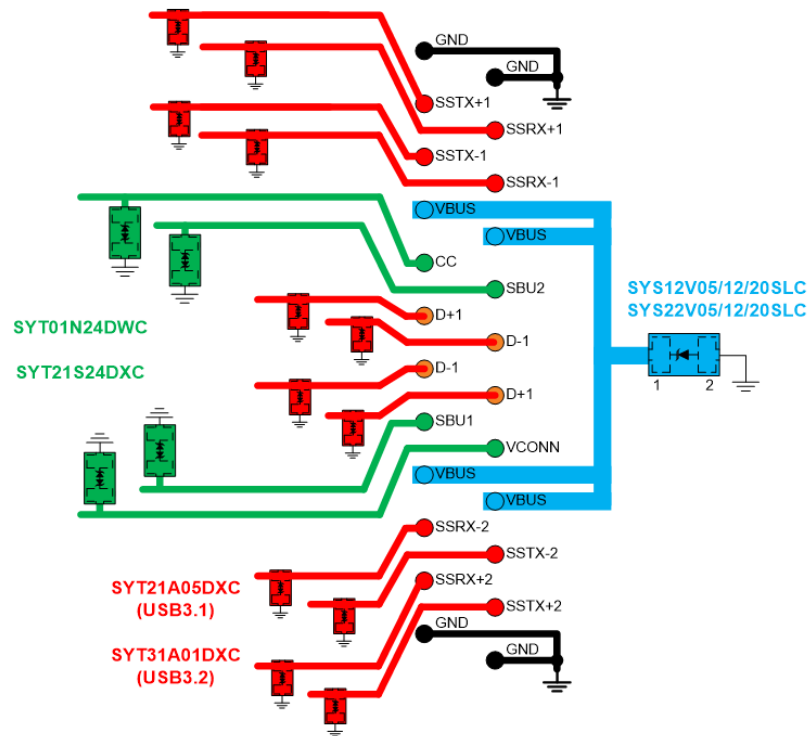 GND
GND
SSTX+1
SSRX+1
SSTX-1
SSRX-1
VBUS
VBUS
CC
SBU2
SYS12V05/12/20SLC
SYS22V05/12/20SLC
D+1
SYT01N24DWC
D-1
D-1
SYT21S24DXC
1 2
D+1
SBU1
VCONN
VBUS
VBUS
SSRX-2
SSTX-2
SYT21A05DXC
(USB3.1)
SSRX+2
SSTX+2
GND
SYT31A01DXC
(USB3.2)
GND